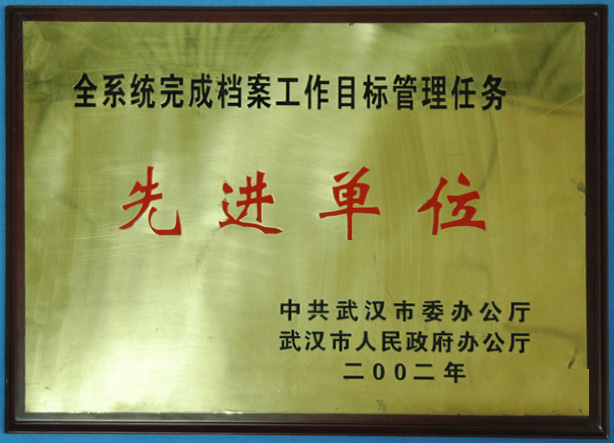 全系统完成档案工作目标管理任务
先进单位
中共武汉市委办公厅
武汉市人民政府办公厅
二00二年